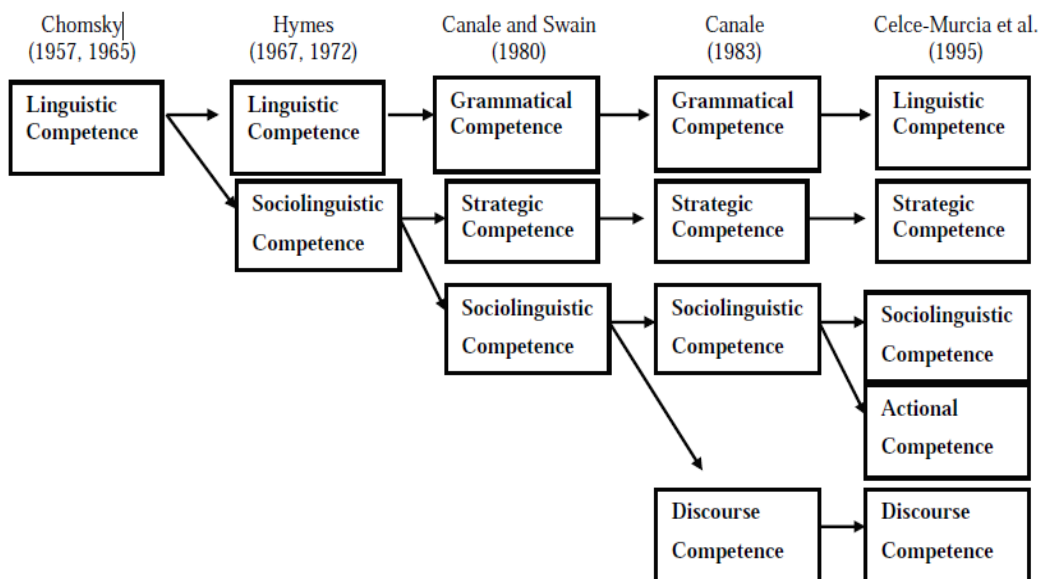 Chomsky
(1957, 1965)
Hymes
(1967, 1972)
Canale and Swain
(1980)
Canale
(1983)
Celce-Murcia et al.
(1995)
Linguistic
Competence
Linguistic
Competence
Grammatical
Competence
Grammatical
Competence
Linguistic
Competence
Sociolinguistic
Competence
Strategic
Competence
Strategic
Competence
Strategic
Competence
Sociolinguistic
Competence
Sociolinguistic
Competence
Sociolinguistic
Competence
Actional
Competence
Discourse
Competence
Discourse
Competence